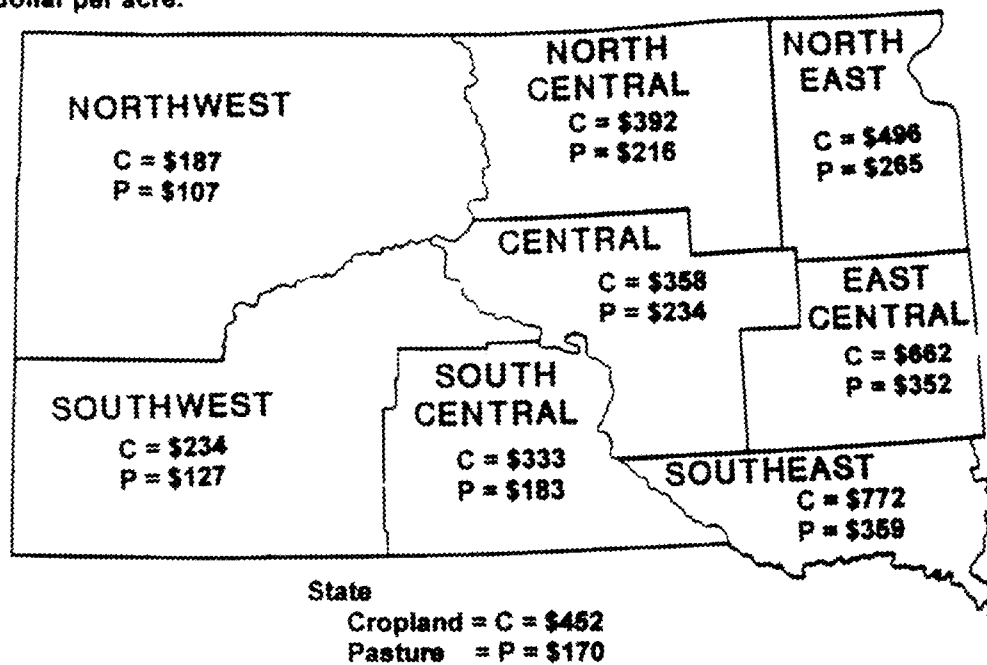 dollar per acre.
NORTHWEST
C = $187
P = $107
NORTH
CENTRAL
C = $392
P = $216
NORTH
EAST
C = $496
P = $265
CENTRAL
C = $358
P = $234
EAST
CENTRAL
C = $662
P = $352
SOUTHWEST
C = $234
P = $127
SOUTH
CENTRAL
C = $333
P = $183
SOUTHEAST
C = $772
P = $359
State
Cropland = C = $452
Pasture = P = $170